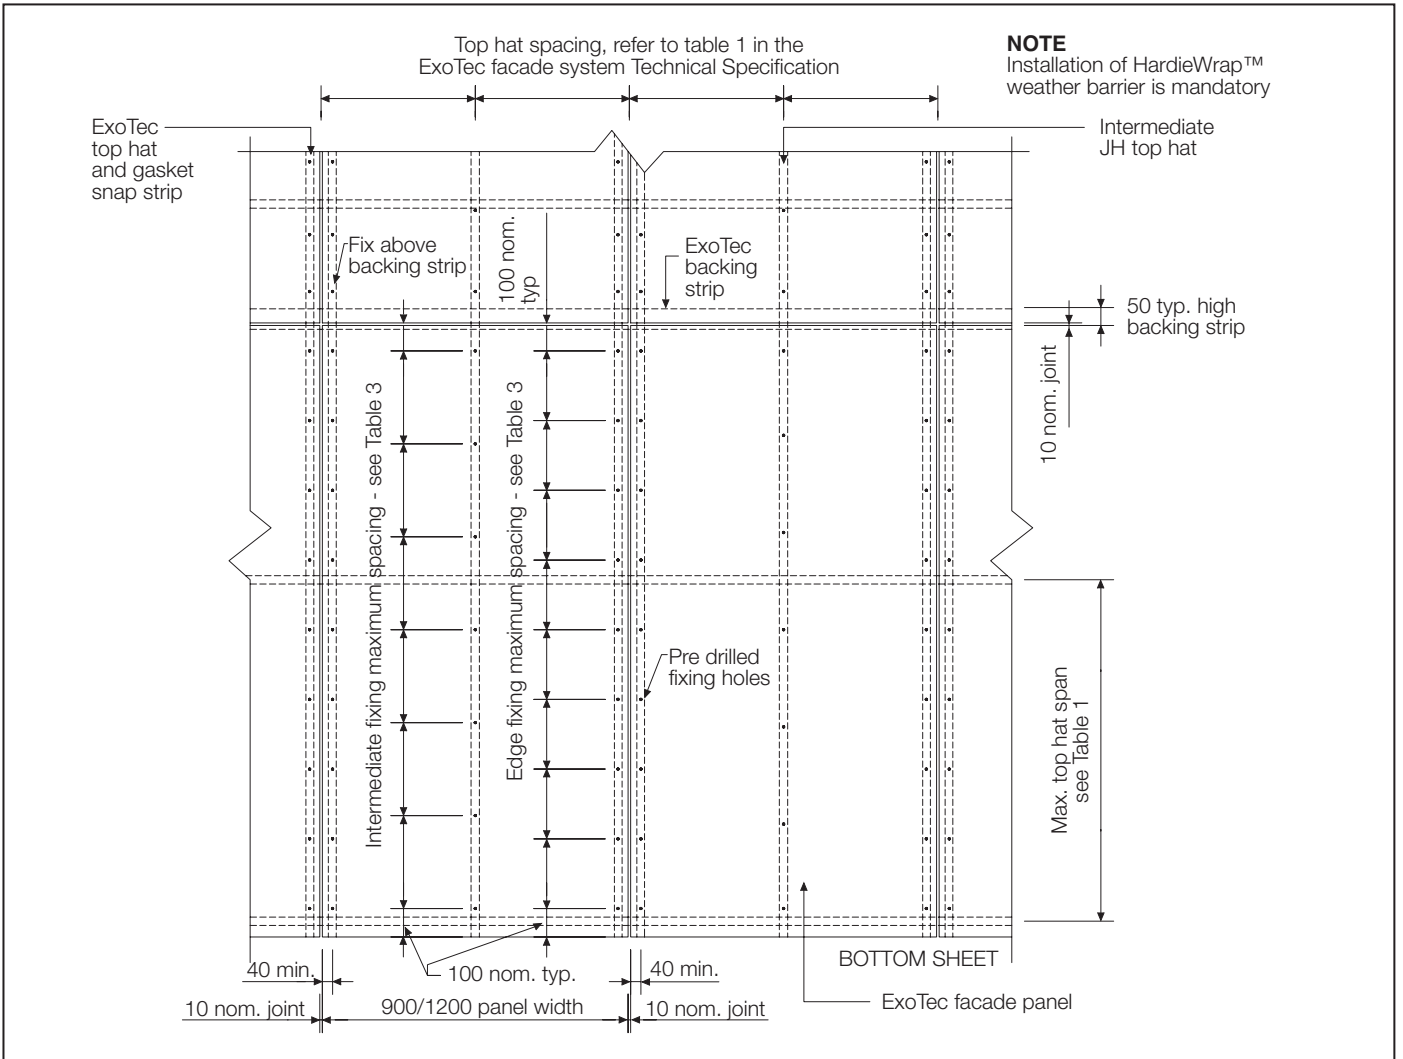 Top hat spacing, refer to table 1 in the
ExoTec facade system Technical Specification
NOTE
Installation of HardieWrap™
weather barrier is mandatory
ExoTec
top hat
and gasket
snap strip
Intermediate
JH top hat
Fix above
backing strip
100 nom.
typ
ExoTec
backing
strip
50 typ. high
backing strip
10 nom. joint
Intermediate fixing maximum spacing - see Table 3
Edge fixing maximum spacing - see Table 3
Pre drilled
fixing holes
Max. top hat span
see Table 1
BOTTOM SHEET
40 min.
100 nom. typ.
40 min.
ExoTec facade panel
10 nom. joint
900/1200 panel width
10 nom. joint